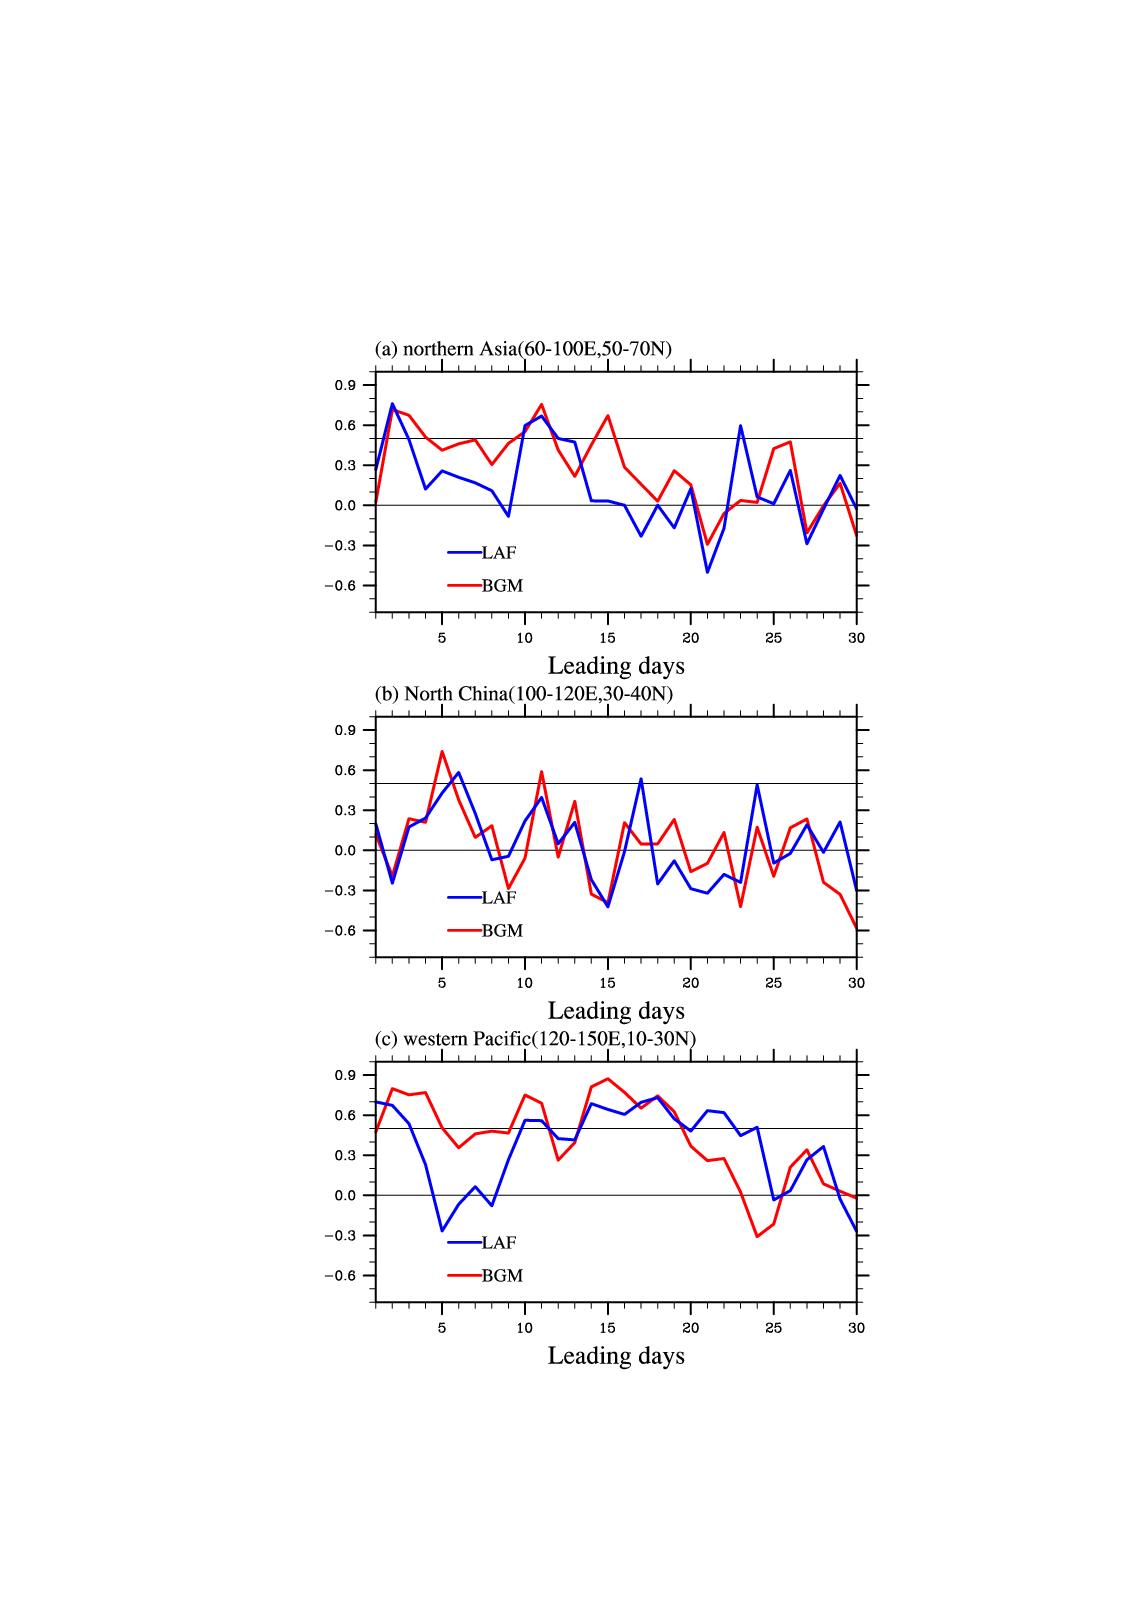 (a) northern Asia(60-100E,50-70N)
0.9
0.6
0.3
0.0
−0.3
−0.6
LAF
BGM
5 10 15 20 25 30
Leading days
(b) North China(100-120E,30-40N)
0.9
0.6
0.3
0.0
−0.3
−0.6
LAF
BGM
5 10 15 20 25 30
Leading days
(c) western Pacific(120-150E,10-30N)
0.9
0.6
0.3
0.0
−0.3
−0.6
LAF
BGM
5 10 15 20 25 30
Leading days